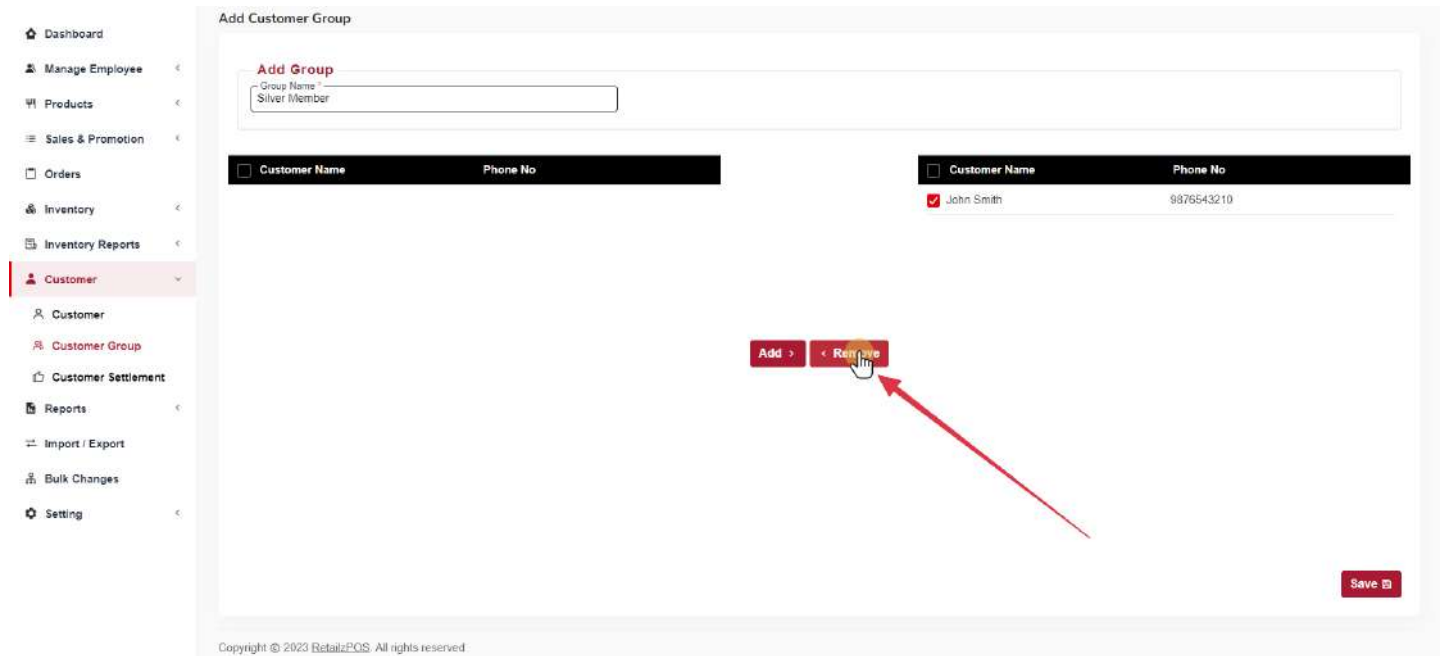 Add Customer Group
Dashboard
Manage Employee
Products
Sales & Promotion
Orders
Inventory
Inventory Reports
Customer
Customer
Customer Group
Customer Settlement
Reports
Import / Export
Bulk Changes
Setting
Add Group
Group Name *
Silver Member
Customer Name Phone No
Customer Name Phone No
John Smith 9876543210
Add > < Remove
Save
Copyright © 2023 RetailzPOS. All rights reserved